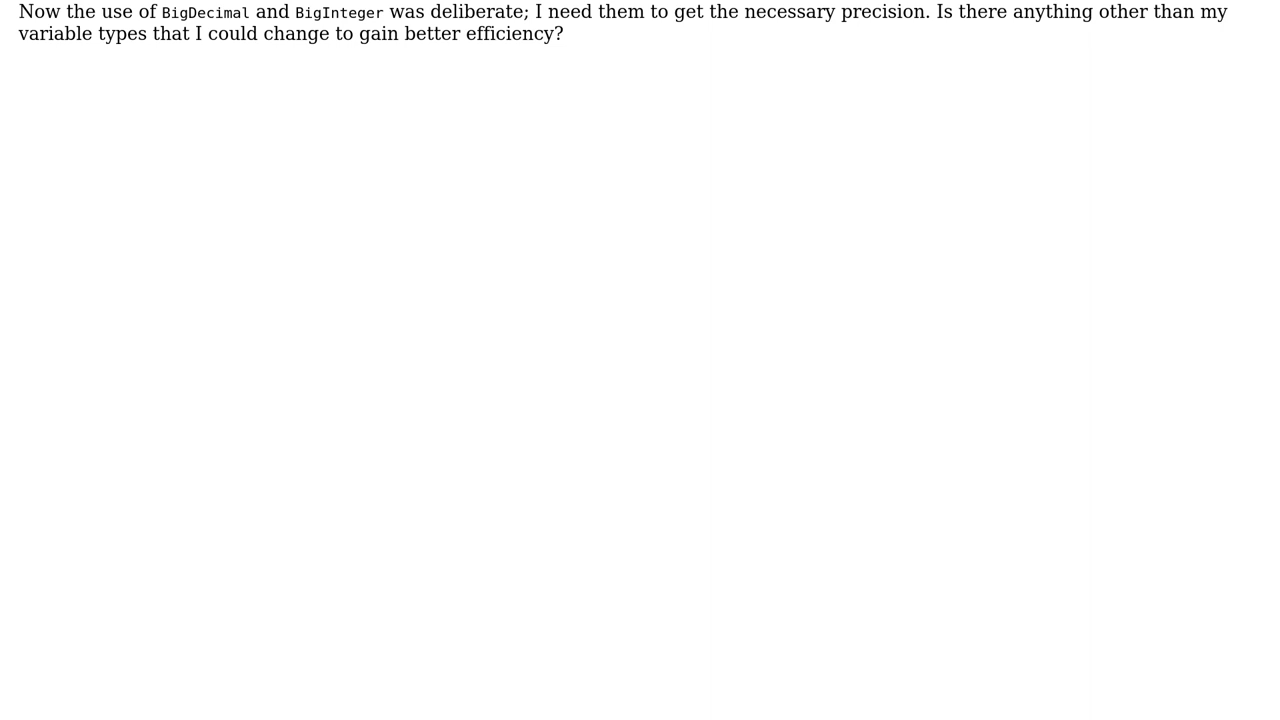 Now the use of BigDecimal and BigInteger was deliberate; I need them to get the necessary precision. Is there anything other than my
variable types that I could change to gain better efficiency?